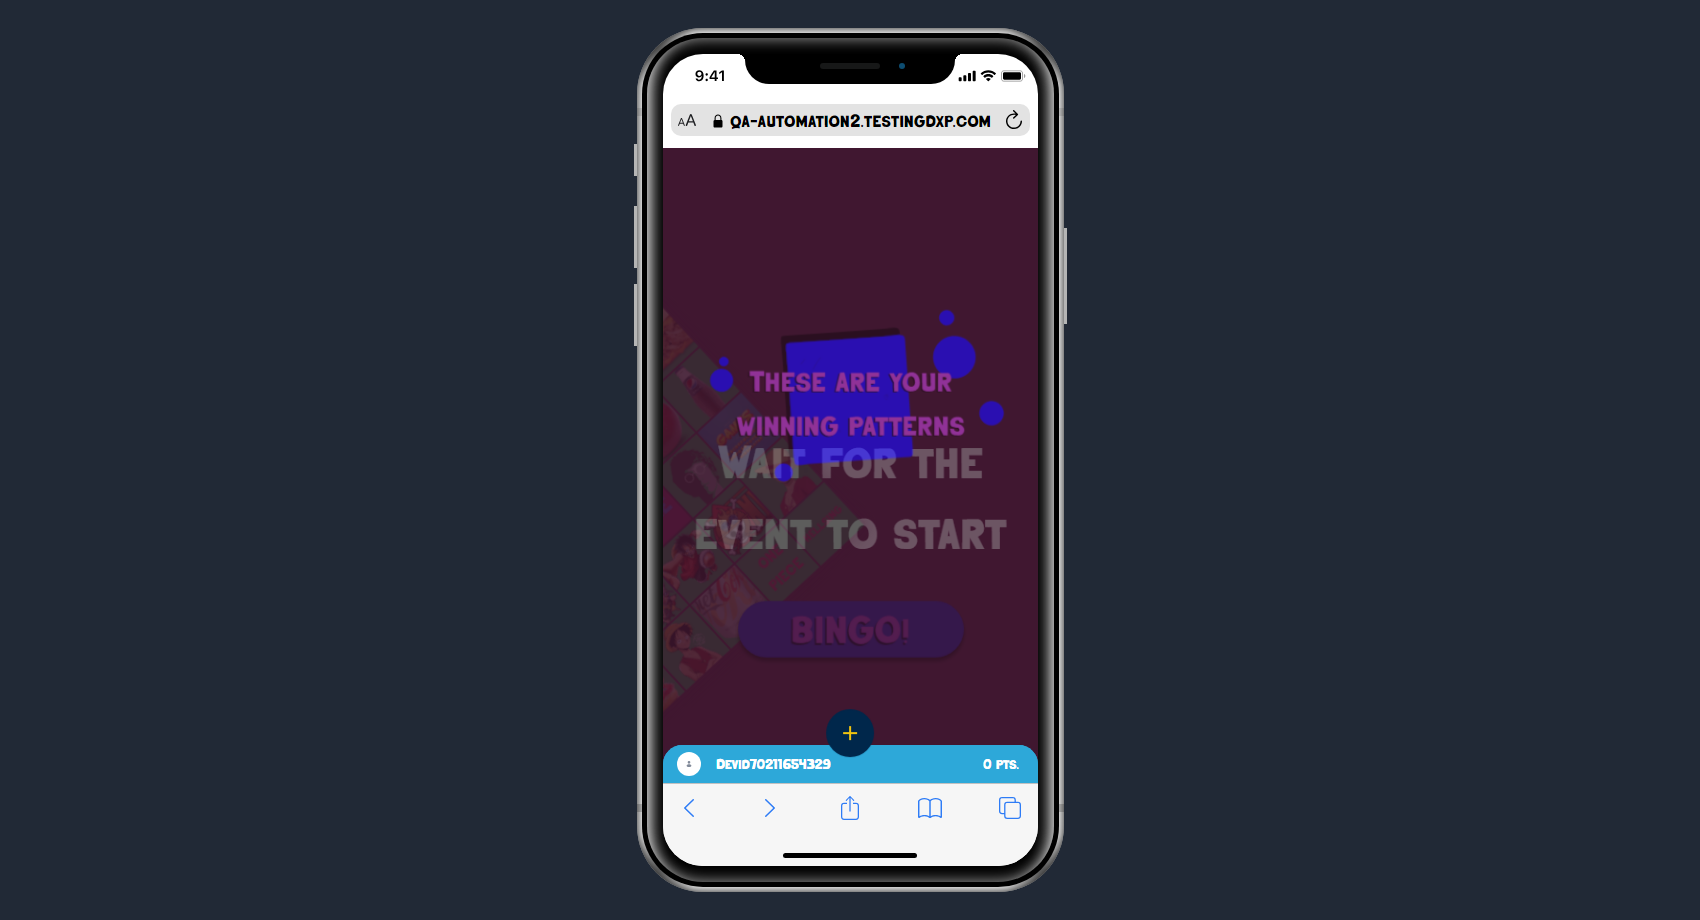 9:41
AA QA-AUTOMATION2.TESTINGDXP.COM
THESE ARE YOUR
WINNING PATTERNS
WAIT FOR THE
EVENT TO START
BINGO!
+
DEVID70211654329 0 PTS.